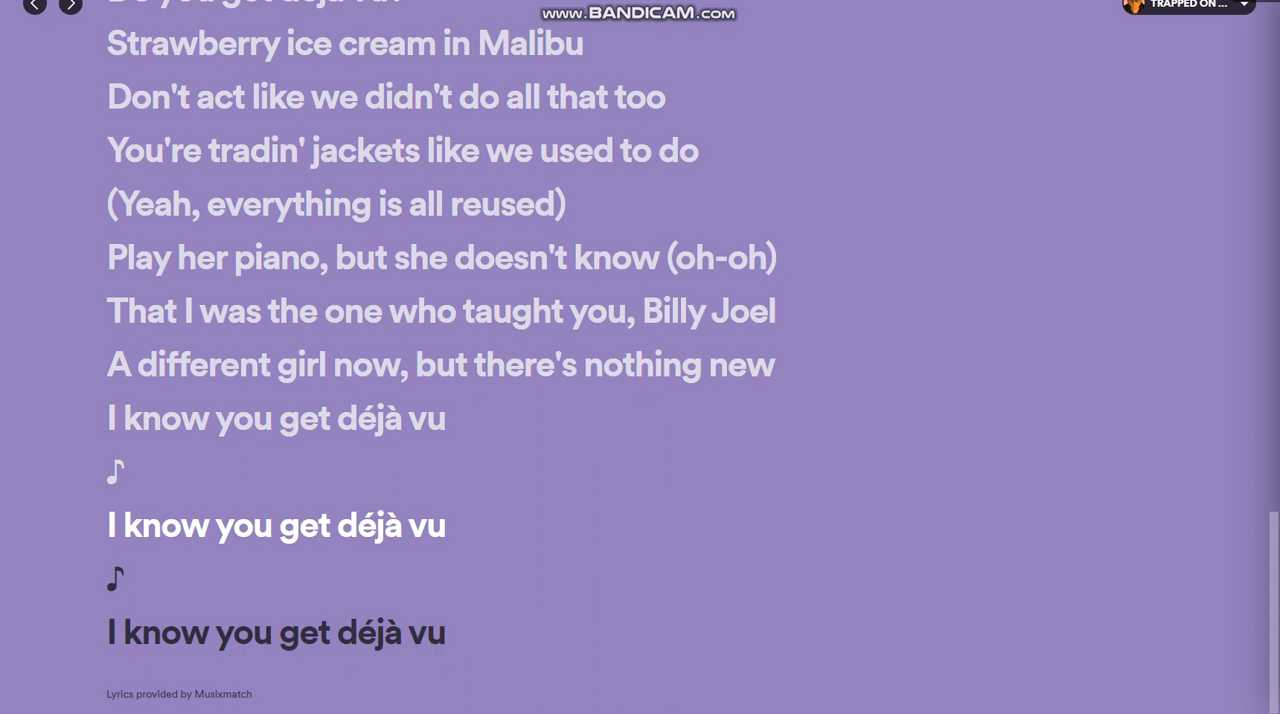 www.BANDICAM.com
TRAPPED ON ...
Strawberry ice cream in Malibu
Don't act like we didn't do all that too
You're tradin' jackets like we used to do
(Yeah, everything is all reused)
Play her piano, but she doesn't know (oh-oh)
That I was the one who taught you, Billy Joel
A different girl now, but there's nothing new
I know you get déjà vu
♪
I know you get déjà vu
♪
I know you get déjà vu
Lyrics provided by Musixmatch